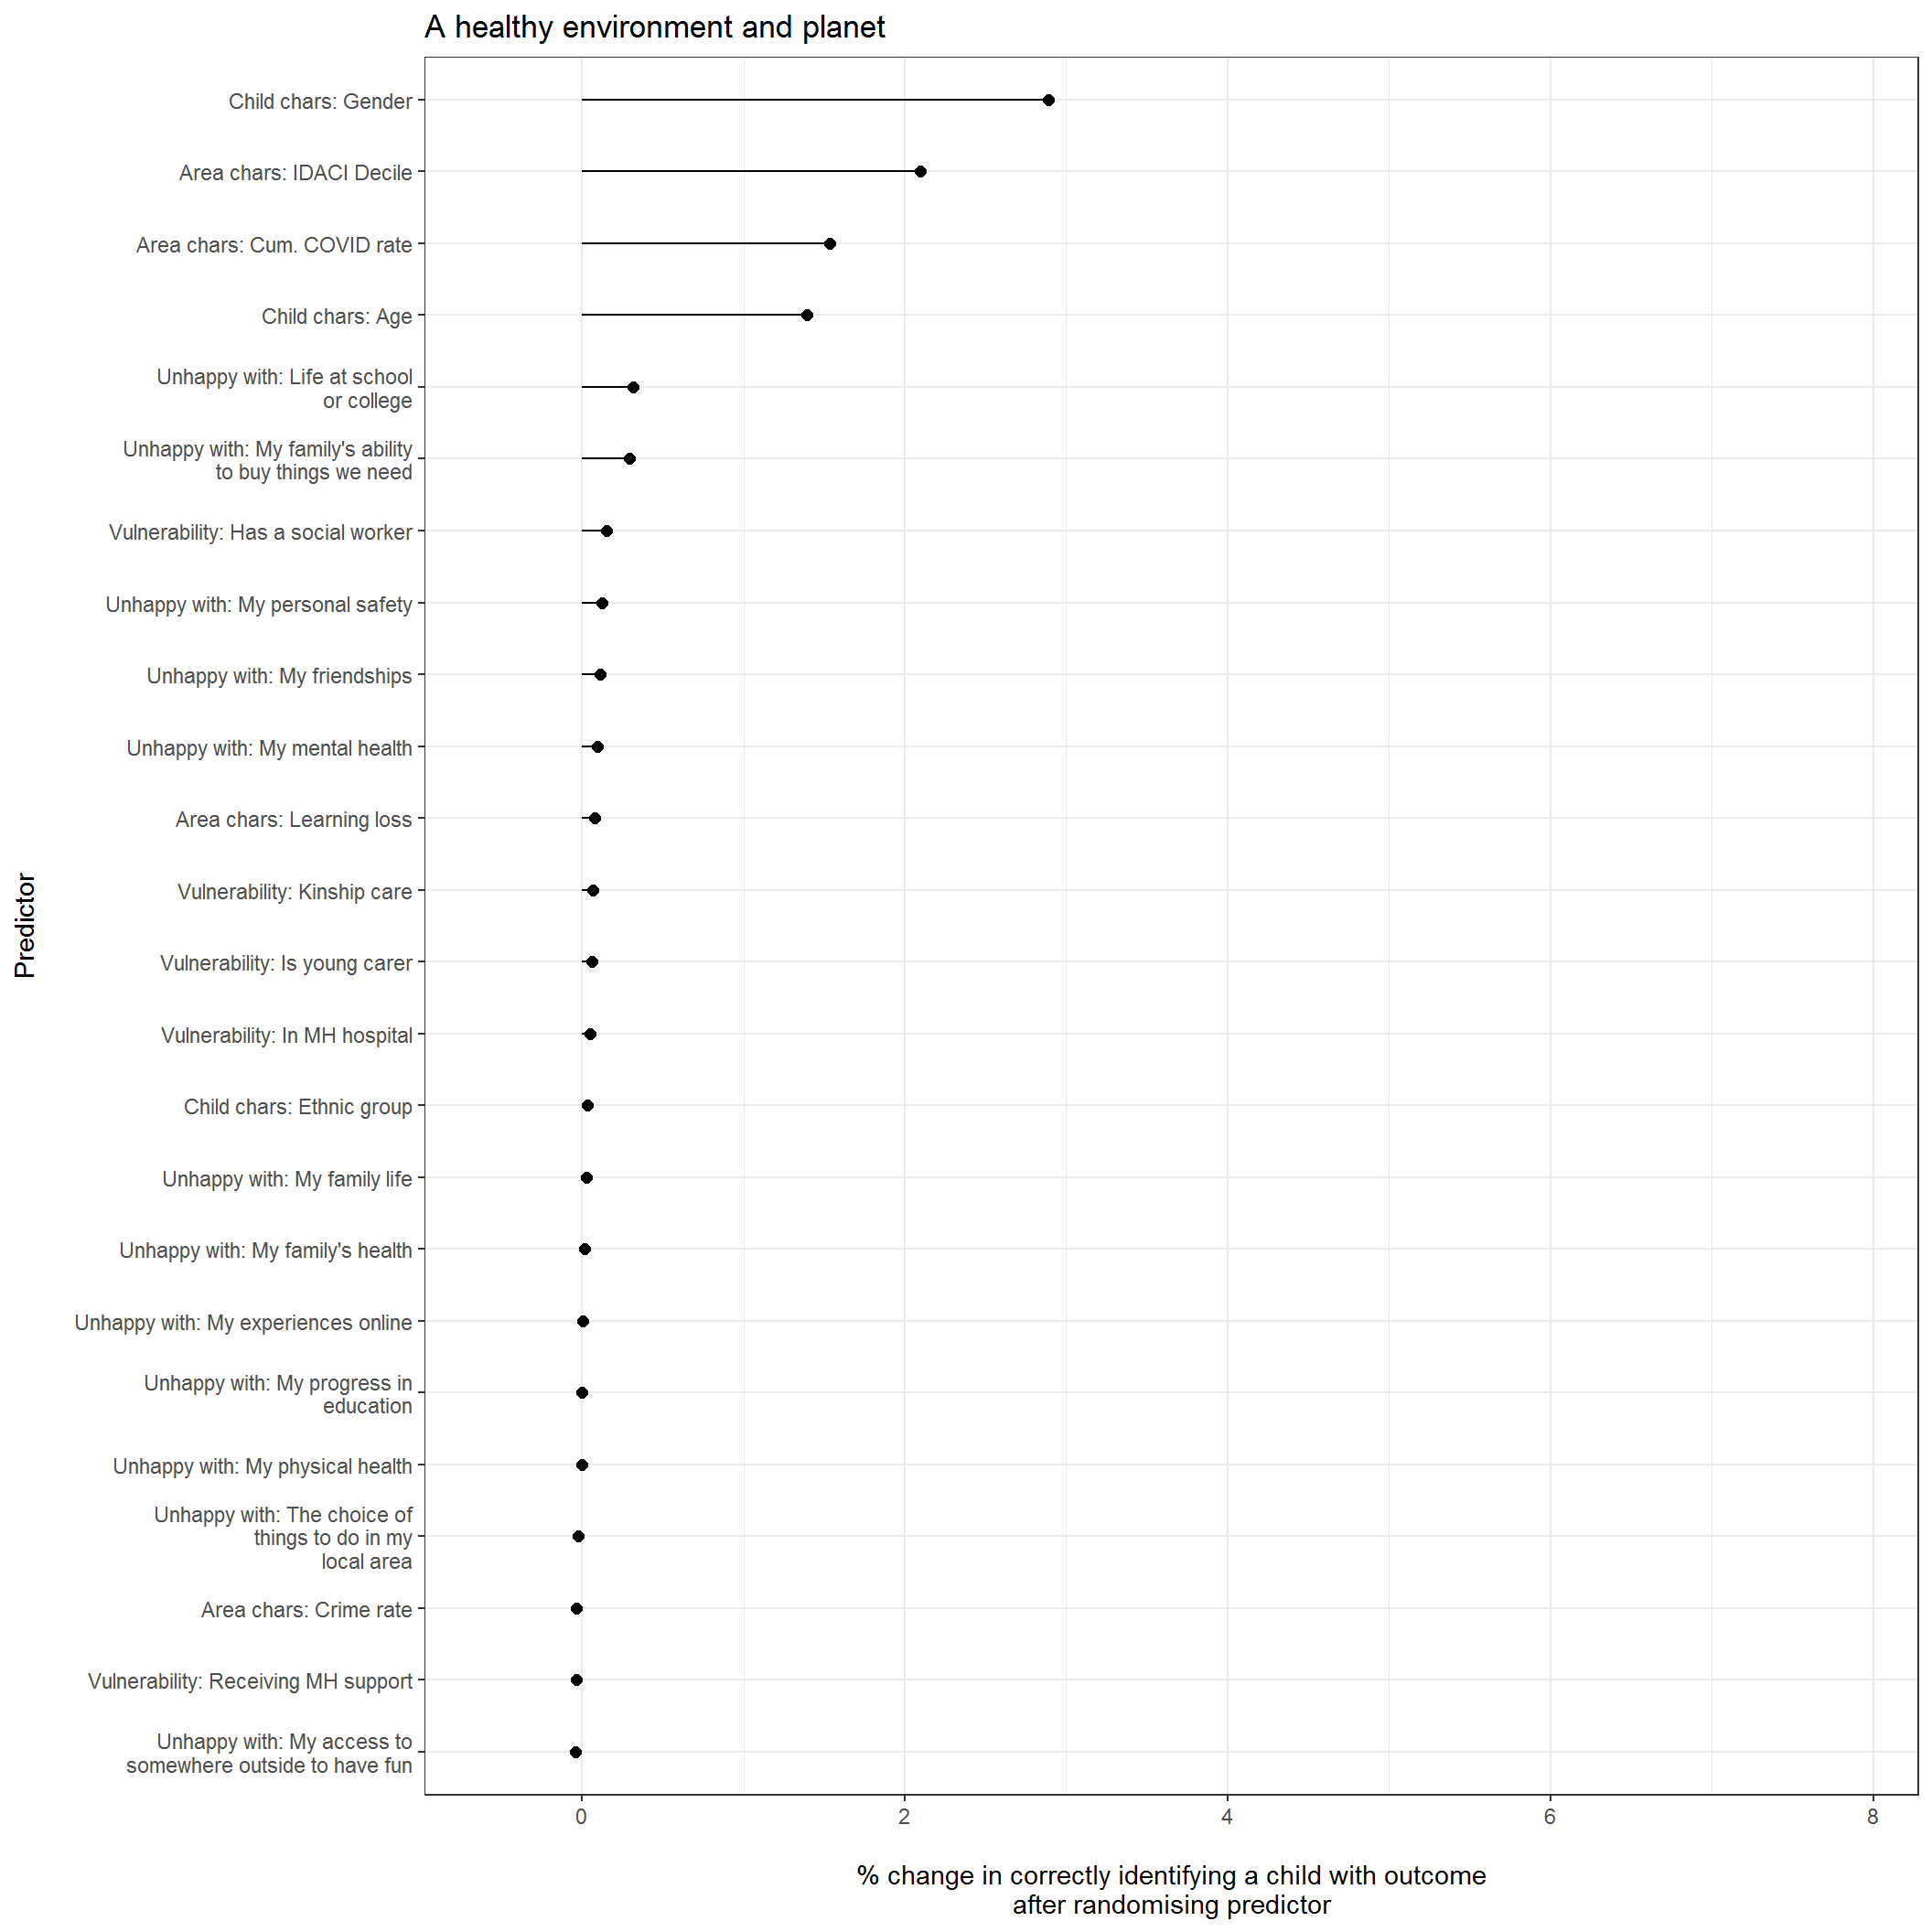 A healthy environment and planet
Child chars: Gender
Area chars: IDACI Decile
Area chars: Cum. COVID rate
Child chars: Age
Unhappy with: Life at school
or college
Unhappy with: My family's ability
to buy things we need
Vulnerability: Has a social worker
Unhappy with: My personal safety
Unhappy with: My friendships
Unhappy with: My mental health
Area chars: Learning loss
Vulnerability: Kinship care
Vulnerability: Is young carer
Vulnerability: In MH hospital
Child chars: Ethnic group
Unhappy with: My family life
Unhappy with: My family's health
Unhappy with: My experiences online
Unhappy with: My progress in
education
Unhappy with: My physical health
Unhappy with: The choice of
things to do in my
local area
Area chars: Crime rate
Vulnerability: Receiving MH support
Unhappy with: My access to
somewhere outside to have fun
Predictor
0 2 4 6 8
% change in correctly identifying a child with outcome
after randomising predictor